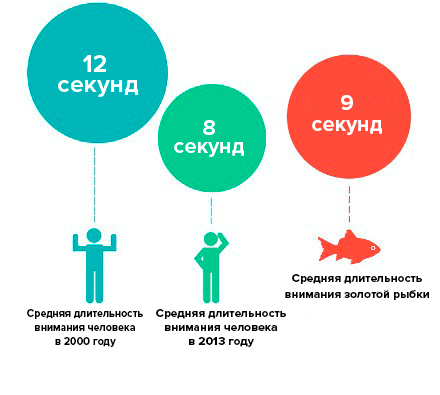 12
секунд
8
секунд
9
секунд
Средняя длительность
внимания человека
в 2000 году
Средняя длительность
внимания человека
в 2013 году
Средняя длительность
внимания золотой рыбки